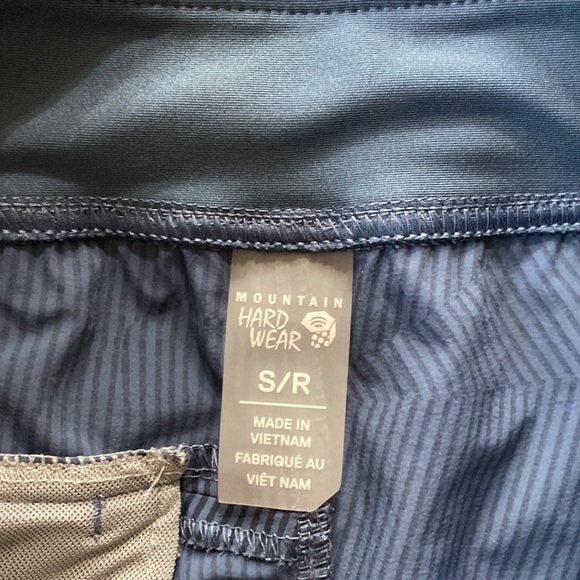 MOUNTAIN
HARD
WEAR
S/R
MADE IN
VIETNAM
FABRIQUÉ AU
VIÊT NAM